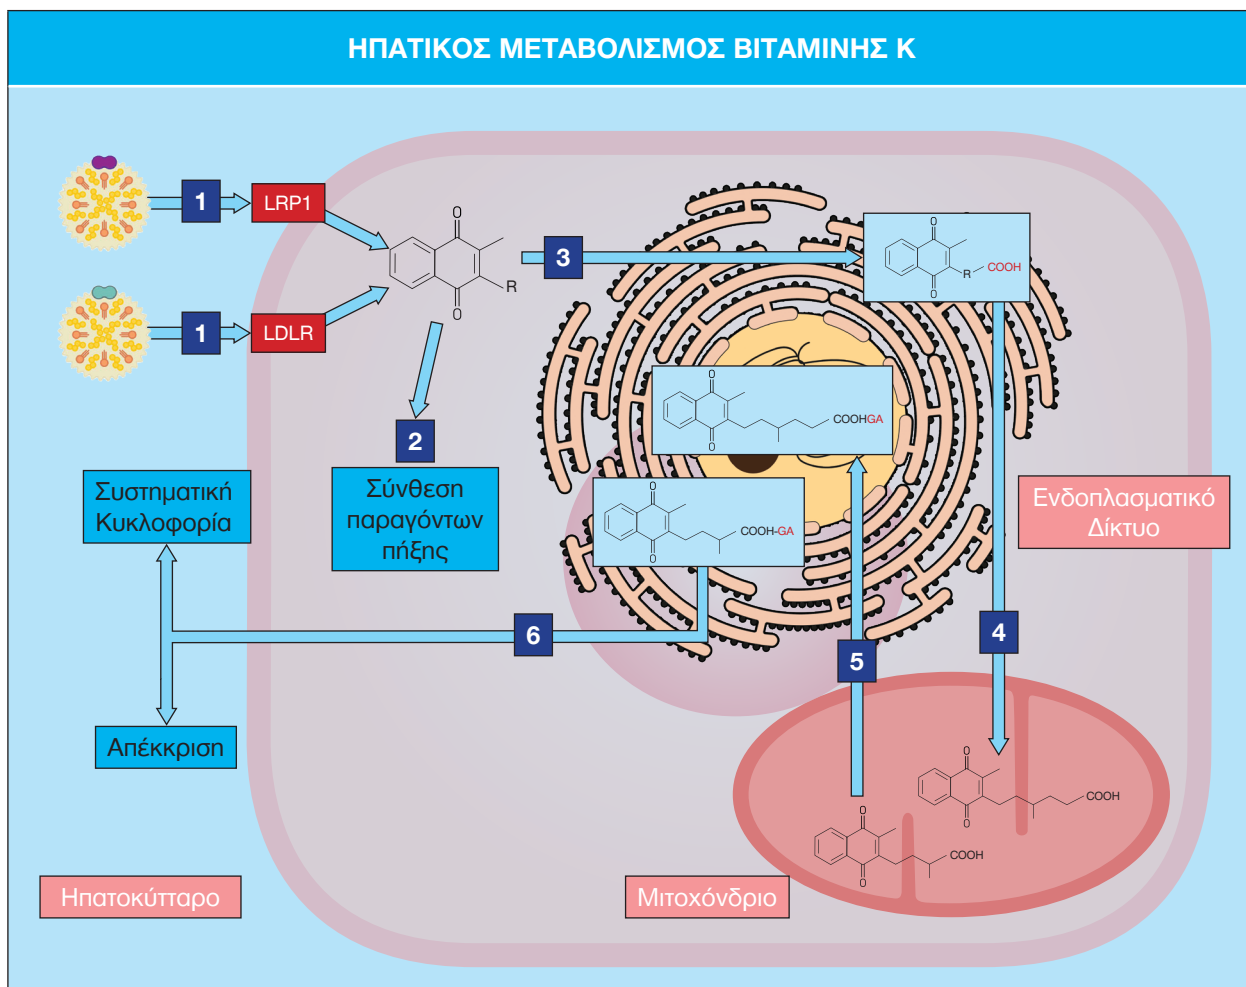 ΗΠΑΤΙΚΟΣ ΜΕΤΑΒΟΛΙΣΜΟΣ ΒΙΤΑΜΙΝΗΣ Κ
1
LRP1
1
LDLR
O
O
R
3
O
O
R
COOH
2
Σύνθεση
παραγόντων
πήξης
Συστηματική
Κυκλοφορία
O
O
COOHGA
O
O
COOH-GA
Ενδοπλασματικό
Δίκτυο
6
5
4
Απέκκριση
O
O
COOH
O
O
COOH
Ηπατοκύτταρο
Μιτοχόνδριο